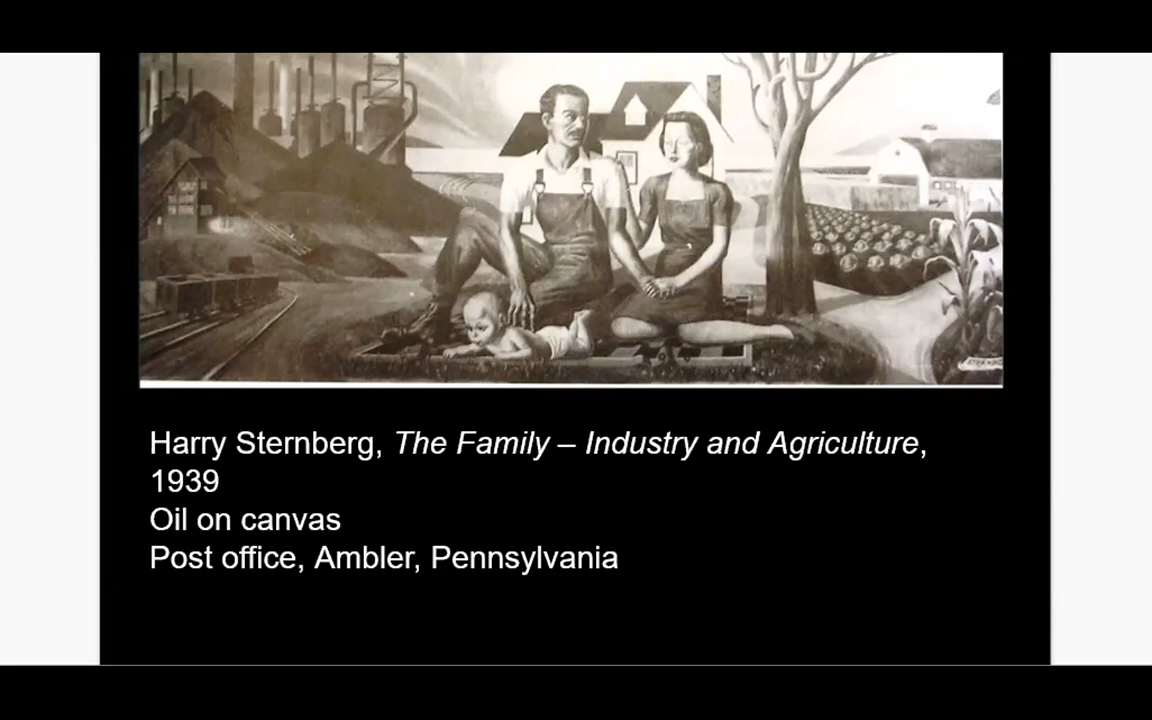 Harry Sternberg, The Family – Industry and Agriculture,
1939
Oil on canvas
Post office, Ambler, Pennsylvania